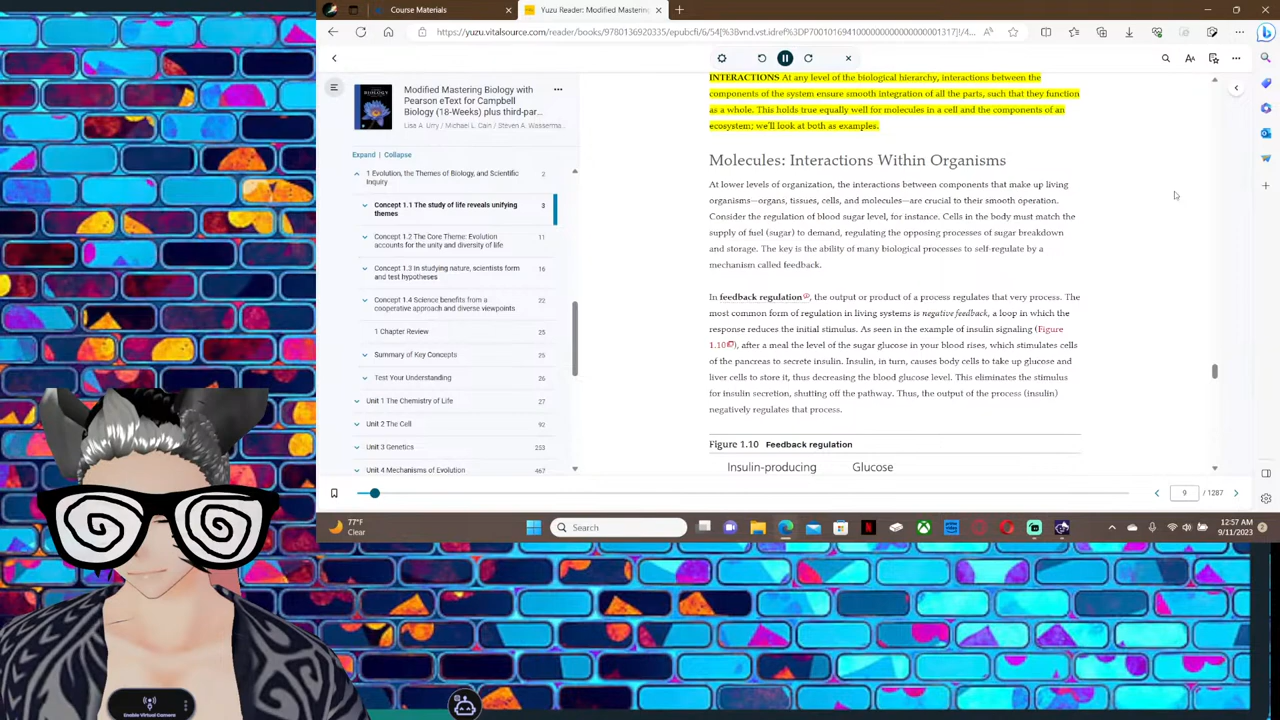 Course Materials
Yuzu Reader: Modified Mastering
https://yuzu.vitalsource.com/reader/books/9780136920335/epubcfi/6/54[%3Bvnd.vst.idref%3DP70010169410000000000000001317]!/4...
Modified Mastering Biology with
Pearson eText for Campbell
Biology (18-Weeks) plus third-par...
Lisa A. Urry / Michael L. Cain / Steven A. Wasserma...
Expand | Collapse
1 Evolution, the Themes of Biology, and Scientific 2
Inquiry
Concept 1.1 The study of life reveals unifying 3
themes
Concept 1.2 The Core Theme: Evolution 11
accounts for the unity and diversity of life
Concept 1.3 In studying nature, scientists form 16
and test hypotheses
Concept 1.4 Science benefits from a 22
cooperative approach and diverse viewpoints
1 Chapter Review 25
Summary of Key Concepts 25
Test Your Understanding 26
Unit 1 The Chemistry of Life 27
Unit 2 The Cell 92
Unit 3 Genetics 253
Unit 4 Mechanisms of Evolution 467
INTERACTIONS At any level of the biological hierarchy, interactions between the
components of the system ensure smooth integration of all the parts, such that they function
as a whole. This holds true equally well for molecules in a cell and the components of an
ecosystem; we'll look at both as examples.
Molecules: Interactions Within Organisms
At lower levels of organization, the interactions between components that make up living
organisms—organs, tissues, cells, and molecules—are crucial to their smooth operation.
Consider the regulation of blood sugar level, for instance. Cells in the body must match the
supply of fuel (sugar) to demand, regulating the opposing processes of sugar breakdown
and storage. The key is the ability of many biological processes to self-regulate by a
mechanism called feedback.
In feedback regulation, the output or product of a process regulates that very process. The
most common form of regulation in living systems is negative feedback, a loop in which the
response reduces the initial stimulus. As seen in the example of insulin signaling (Figure
1.10), after a meal the level of the sugar glucose in your blood rises, which stimulates cells
of the pancreas to secrete insulin. Insulin, in turn, causes body cells to take up glucose and
liver cells to store it, thus decreasing the blood glucose level. This eliminates the stimulus
for insulin secretion, shutting off the pathway. Thus, the output of the process (insulin)
negatively regulates that process.
Figure 1.10 Feedback regulation
Insulin-producing Glucose
9 / 1287
77°F
Clear
Search
12:57 AM
9/11/2023
Enable Virtual Camera